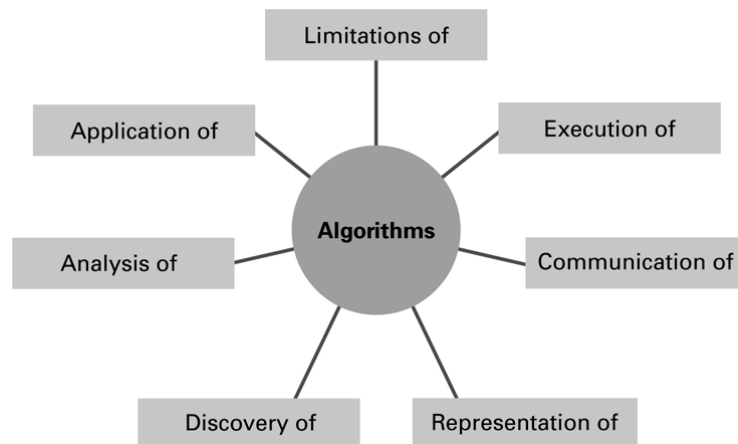 Limitations of
Application of
Execution of
Algorithms
Analysis of
Communication of
Discovery of
Representation of